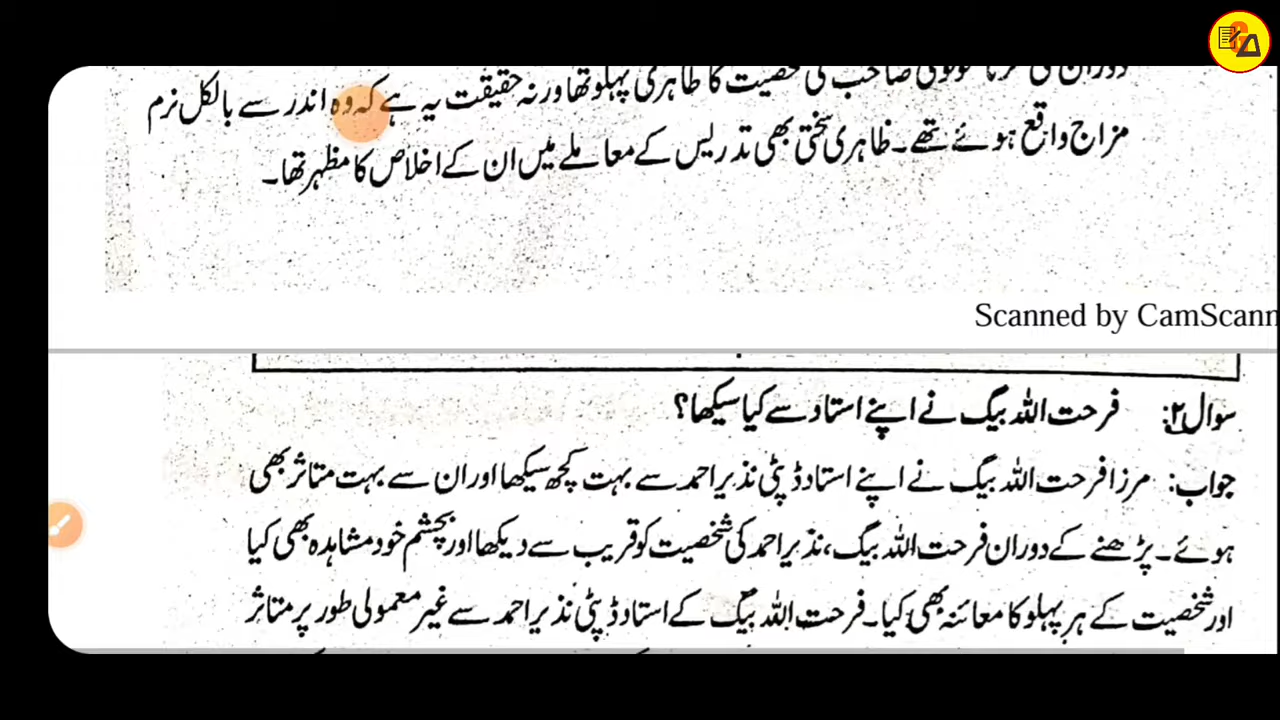 کی شخصیت کا ظاہری پہلو تھا ورنہ حقیقت یہ ہے کہ وہ اندر سے بالکل نرم
مزاج واقع ہوئے تھے۔ ظاہری سختی بھی تدریس کے معاملے میں ان کے اخلاص کا مظہر تھا۔
Scanned by CamScann
سوال ۲: فرحت اللہ بیگ نے اپنے استاد سے کیا سیکھا؟
جواب: مرزا فرحت اللہ بیگ نے اپنے استاد ڈپٹی نذیر احمد سے بہت کچھ سیکھا اور ان سے بہت متاثر بھی
ہوئے۔ پڑھنے کے دوران فرحت اللہ بیگ، نذیر احمد کی شخصیت کو قریب سے دیکھا اور بچشم خود مشاہدہ بھی کیا
اور شخصیت کے ہر پہلو کا معائنہ بھی کیا۔ فرحت اللہ بیگ کے استاد ڈپٹی نذیر احمد سے غیر معمولی طور پر متاثر